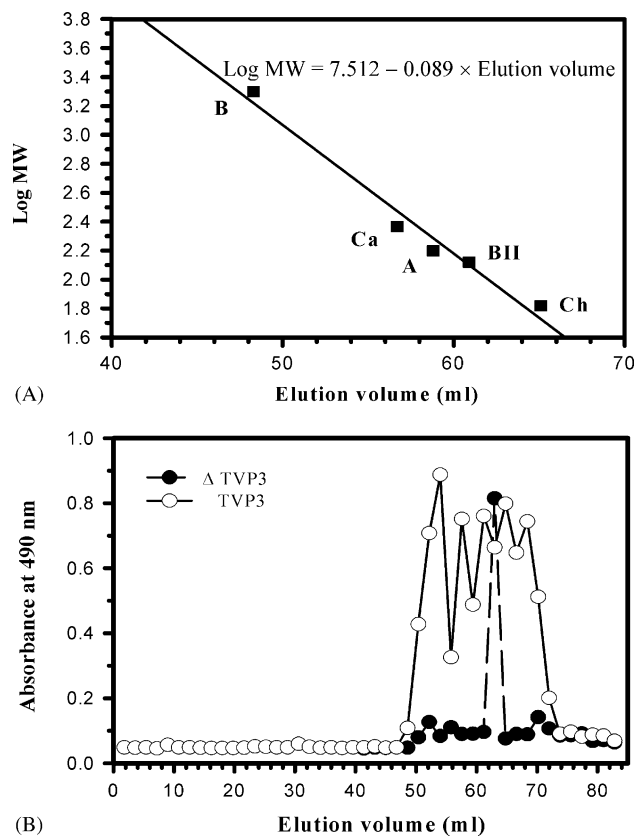 3.8
3.6
3.4
3.2
3.0
2.8
2.6
2.4
2.2
2.0
1.8
1.6
Log MW
Log MW = 7.512 − 0.089 × Elution volume
B
Ca
A
BII
Ch
40 50 60 70
(A)
Elution volume (ml)
1.0
0.8
0.6
0.4
0.2
0.0
Absorbance at 490 nm
Δ TVP3
TVP3
0 10 20 30 40 50 60 70 80
(B)
Elution volume (ml)